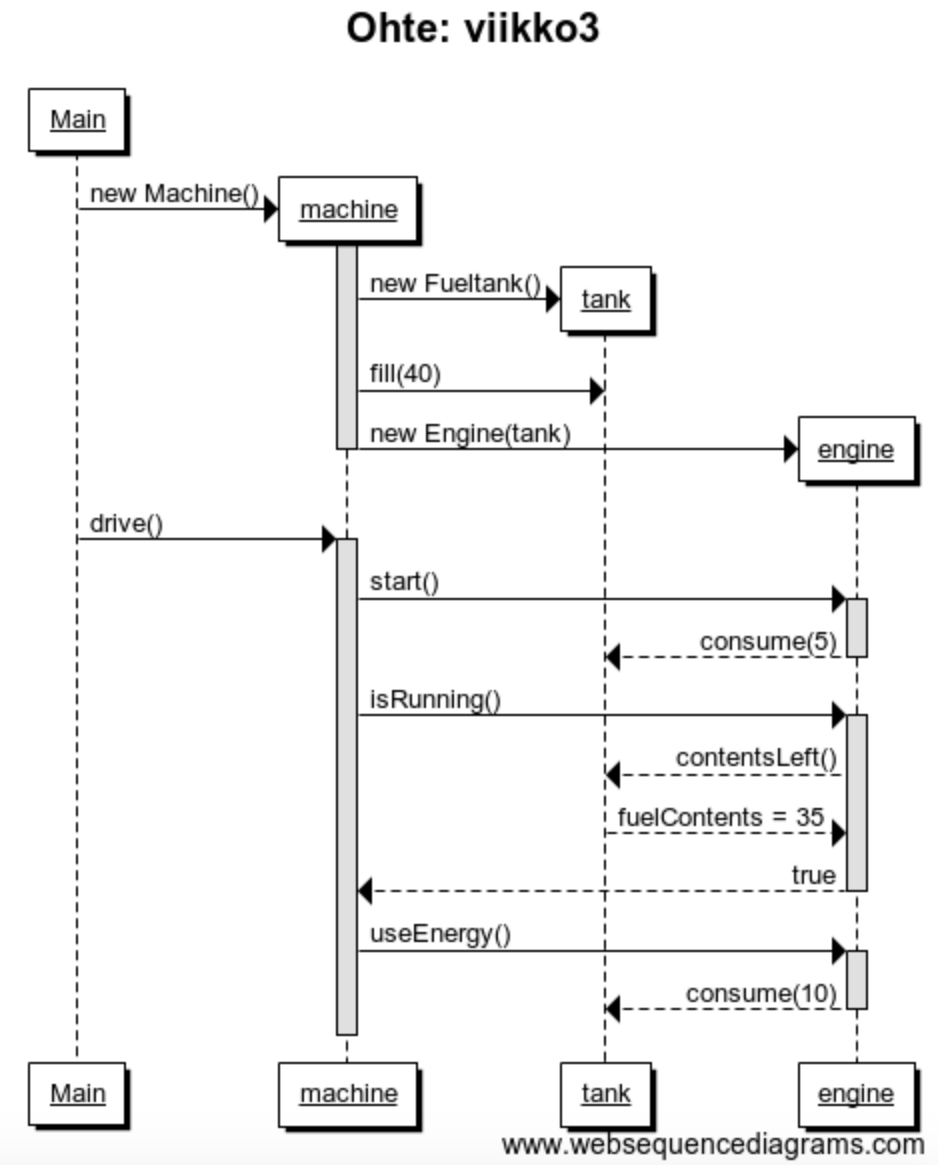 Ohte: viikko3
Main
new Machine()
machine
new Fueltank()
tank
fill(40)
new Engine(tank)
engine
drive()
start()
consume(5)
isRunning()
contentsLeft()
fuelContents = 35
true
useEnergy()
consume(10)
Main
machine
tank
engine
www.websequencediagrams.com